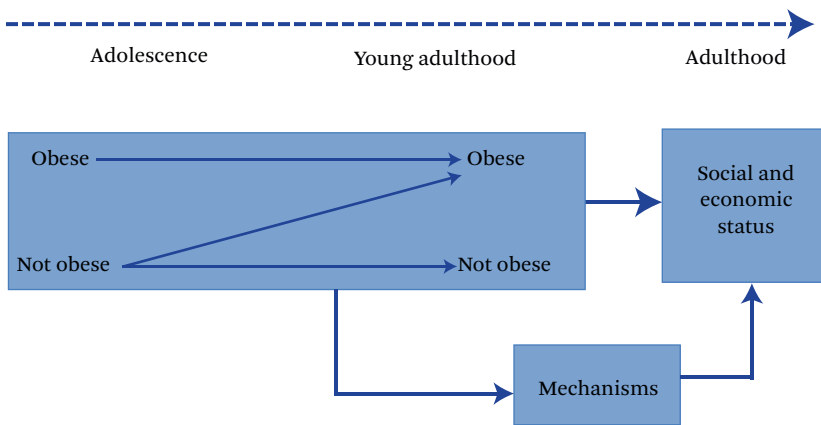 Adolescence
Young adulthood
Adulthood
Obese
Obese
Not obese
Not obese
Social and
economic
status
Mechanisms